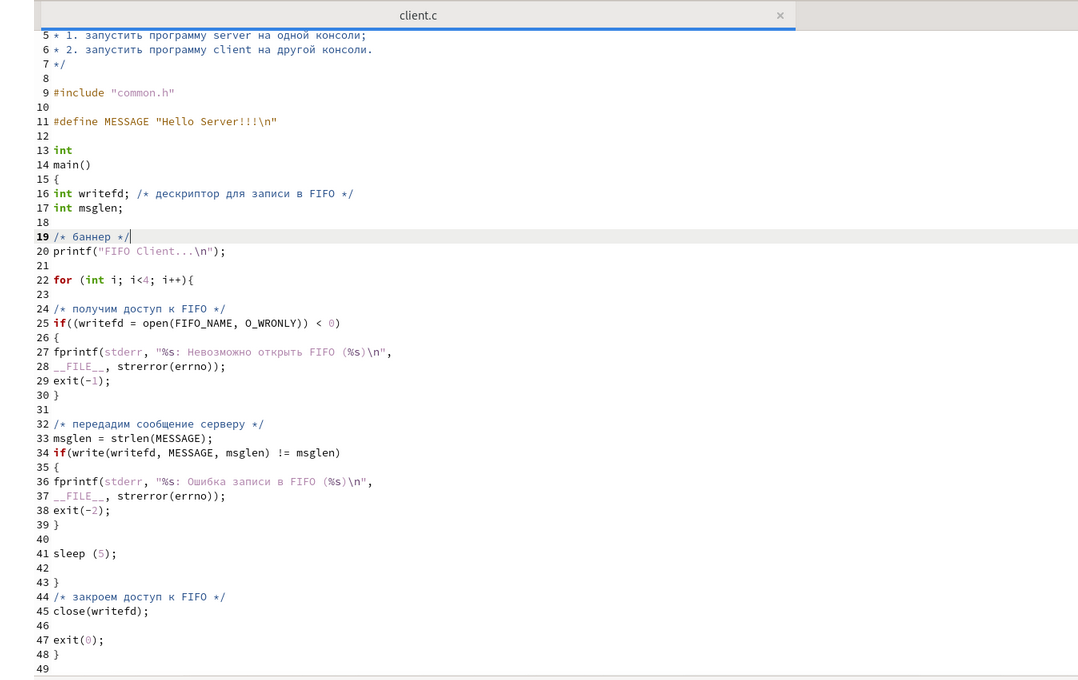 client.c ×
5 * 1. запустить программу server на одной консоли;
6 * 2. запустить программу client на другой консоли.
7 */
8
9 #include "common.h"
10
11 #define MESSAGE "Hello Server!!!\n"
12
13 int
14 main()
15 {
16 int writefd; /* дескриптор для записи в FIFO */
17 int msglen;
18
19 /* баннер */
20 printf("FIFO Client...\n");
21
22 for (int i; i<4; i++){
23
24 /* получим доступ к FIFO */
25 if((writefd = open(FIFO_NAME, O_WRONLY)) < 0)
26 {
27 fprintf(stderr, "%s: Невозможно открыть FIFO (%s)\n",
28 __FILE__, strerror(errno));
29 exit(-1);
30 }
31
32 /* передадим сообщение серверу */
33 msglen = strlen(MESSAGE);
34 if(write(writefd, MESSAGE, msglen) != msglen)
35 {
36 fprintf(stderr, "%s: Ошибка записи в FIFO (%s)\n",
37 __FILE__, strerror(errno));
38 exit(-2);
39 }
40
41 sleep (5);
42
43 }
44 /* закроем доступ к FIFO */
45 close(writefd);
46
47 exit(0);
48 }
49